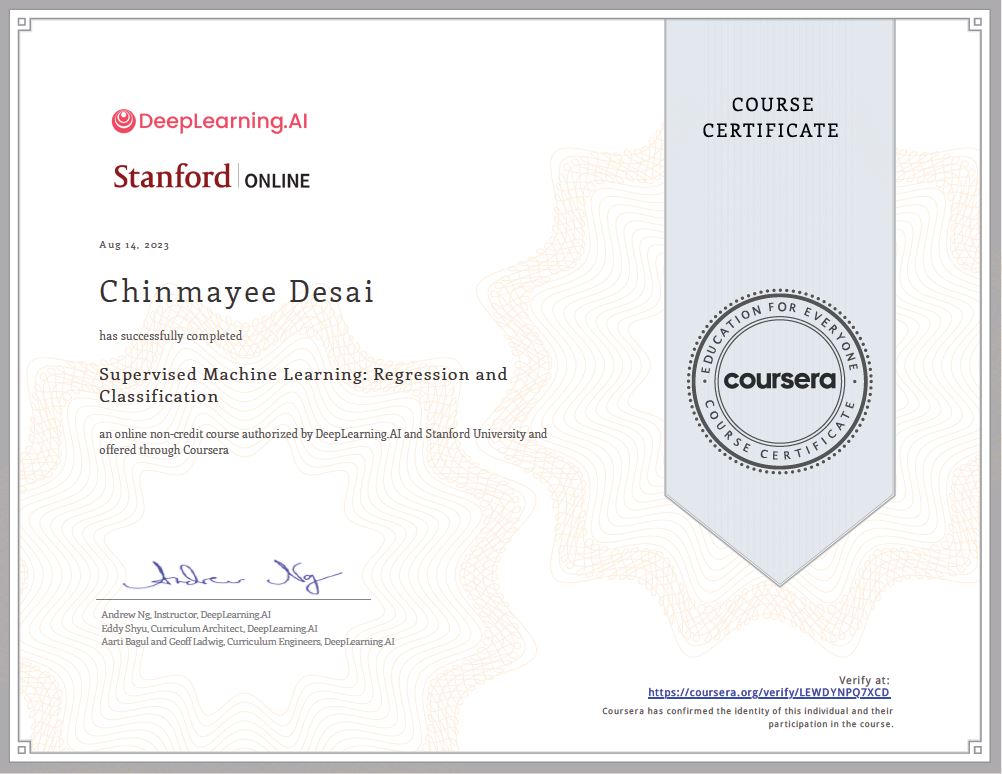 DeepLearning.AI
Stanford ONLINE
Aug 14, 2023
Chinmayee Desai
has successfully completed
Supervised Machine Learning: Regression and
Classification
an online non-credit course authorized by DeepLearning.AI and Stanford University and
offered through Coursera
Andrew Ng
Andrew Ng, Instructor, DeepLearning.AI
Eddy Shyu, Curriculum Architect, DeepLearning.AI
Aarti Bagul and Geoff Ladwig, Curriculum Engineers, DeepLearning.AI
COURSE
CERTIFICATE
EDUCATION FOR EVERYONE
coursera
COURSE CERTIFICATE
Verify at:
https://coursera.org/verify/LEWDYNPQ7XCD
Coursera has confirmed the identity of this individual and their
participation in the course.